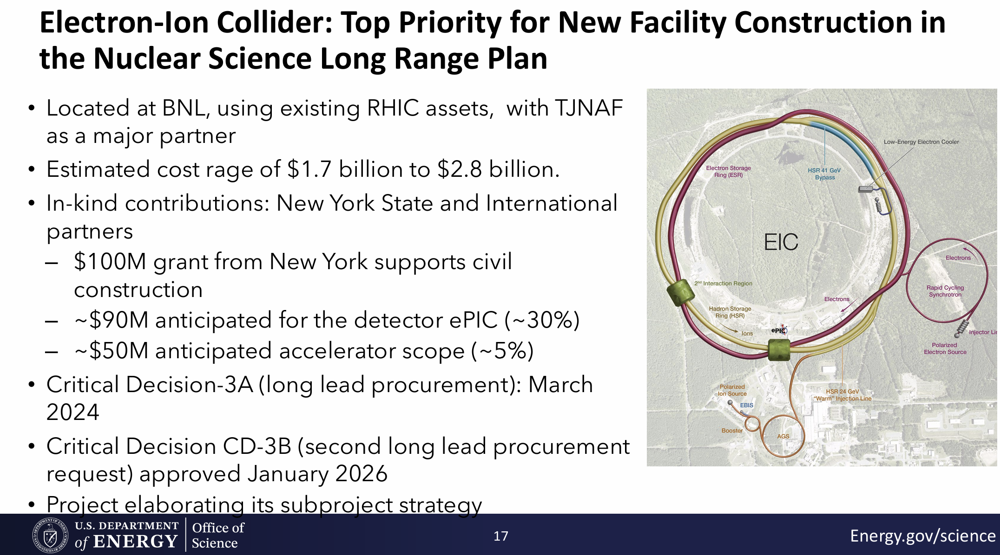 Electron-Ion Collider: Top Priority for New Facility Construction in
the Nuclear Science Long Range Plan
• Located at BNL, using existing RHIC assets, with TJNAF
as a major partner
• Estimated cost rage of $1.7 billion to $2.8 billion.
• In-kind contributions: New York State and International
partners
– $100M grant from New York supports civil
construction
– ~$90M anticipated for the detector ePIC (~30%)
– ~$50M anticipated accelerator scope (~5%)
• Critical Decision-3A (long lead procurement): March
2024
• Critical Decision CD-3B (second long lead procurement
request) approved January 2026
• Project elaborating its subproject strategy
Low-Energy Electron Cooler
Electron Storage
Ring (ESR)
HSR 41 GeV
Bypass
EIC
Electrons
2nd Interaction Region
Rapid Cycling
Synchrotron
Electrons
Hadron Storage
Ring (HSR)
Ions
ePIC
Injector Lin
Polarized
Electron Source
Polarized
Ion Source
HSR 24 GeV
“Warm” Injection Line
EBIS
Booster
AGS
U.S. DEPARTMENT
of ENERGY
Office of
Science
17
Energy.gov/science